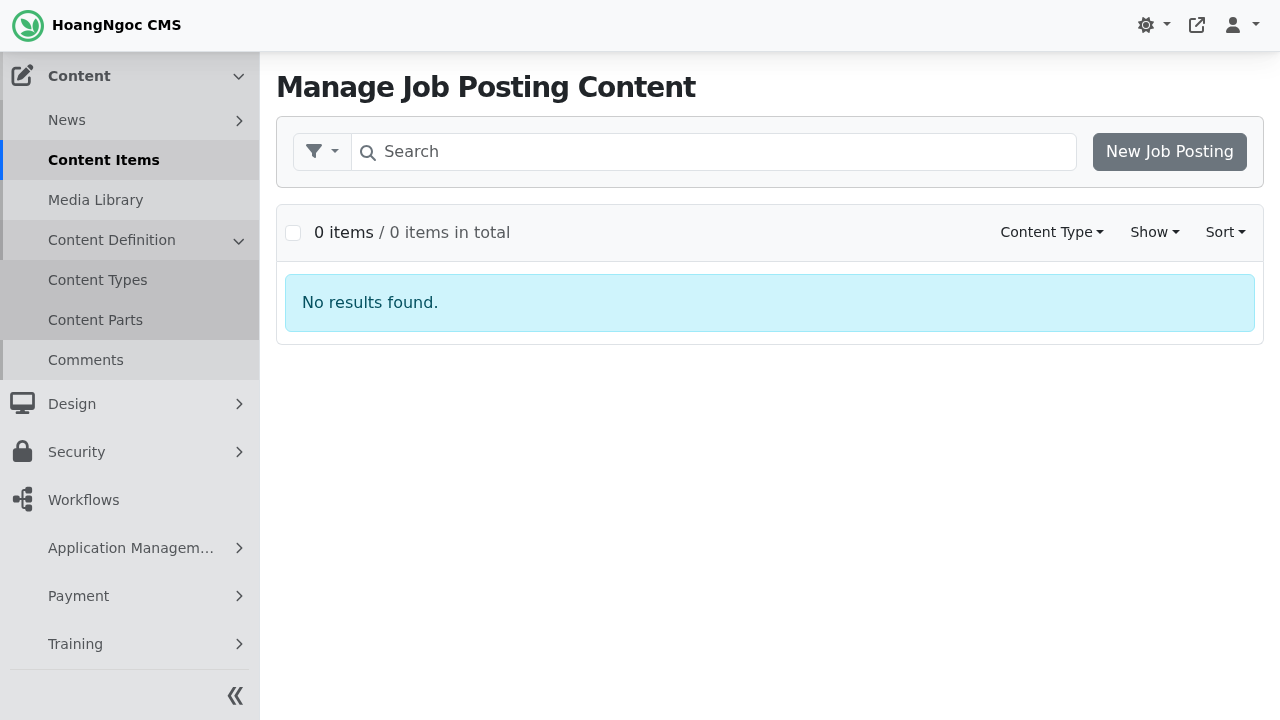 HoangNgoc CMS
Content
News
Content Items
Media Library
Content Definition
Content Types
Content Parts
Comments
Design
Security
Workflows
Application Managem…
Payment
Training
Manage Job Posting Content
Search
New Job Posting
0 items / 0 items in total
Content Type
Show
Sort
No results found.